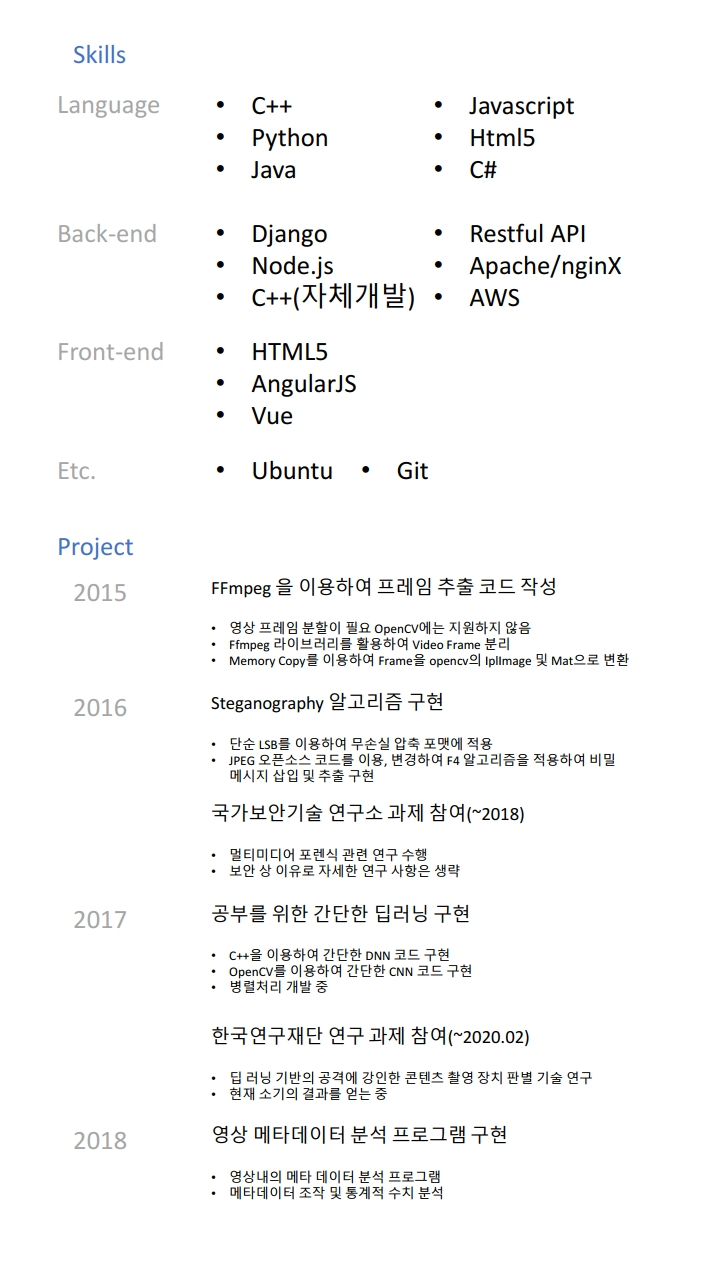 Skills
Language
• C++ • Javascript
• Python • Html5
• Java • C#
Back-end
• Django • Restful API
• Node.js • Apache/nginX
• C++(자체개발) • AWS
Front-end
• HTML5
• AngularJS
• Vue
Etc.
• Ubuntu • Git
Project
2015
FFmpeg 을 이용하여 프레임 추출 코드 작성
• 영상 프레임 분할이 필요 OpenCV에는 지원하지 않음
• Ffmpeg 라이브러리를 활용하여 Video Frame 분리
• Memory Copy를 이용하여 Frame을 opencv의 IplImage 및 Mat으로 변환
2016
Steganography 알고리즘 구현
• 단순 LSB를 이용하여 무손실 압축 포맷에 적용
• JPEG 오픈소스 코드를 이용, 변경하여 F4 알고리즘을 적용하여 비밀
메시지 삽입 및 추출 구현
국가보안기술 연구소 과제 참여(~2018)
• 멀티미디어 포렌식 관련 연구 수행
• 보안 상 이유로 자세한 연구 사항은 생략
2017
공부를 위한 간단한 딥러닝 구현
• C++을 이용하여 간단한 DNN 코드 구현
• OpenCV를 이용하여 간단한 CNN 코드 구현
• 병렬처리 개발 중
한국연구재단 연구 과제 참여(~2020.02)
• 딥 러닝 기반의 공격에 강인한 콘텐츠 촬영 장치 판별 기술 연구
• 현재 소기의 결과를 얻는 중
2018
영상 메타데이터 분석 프로그램 구현
• 영상내의 메타 데이터 분석 프로그램
• 메타데이터 조작 및 통계적 수치 분석